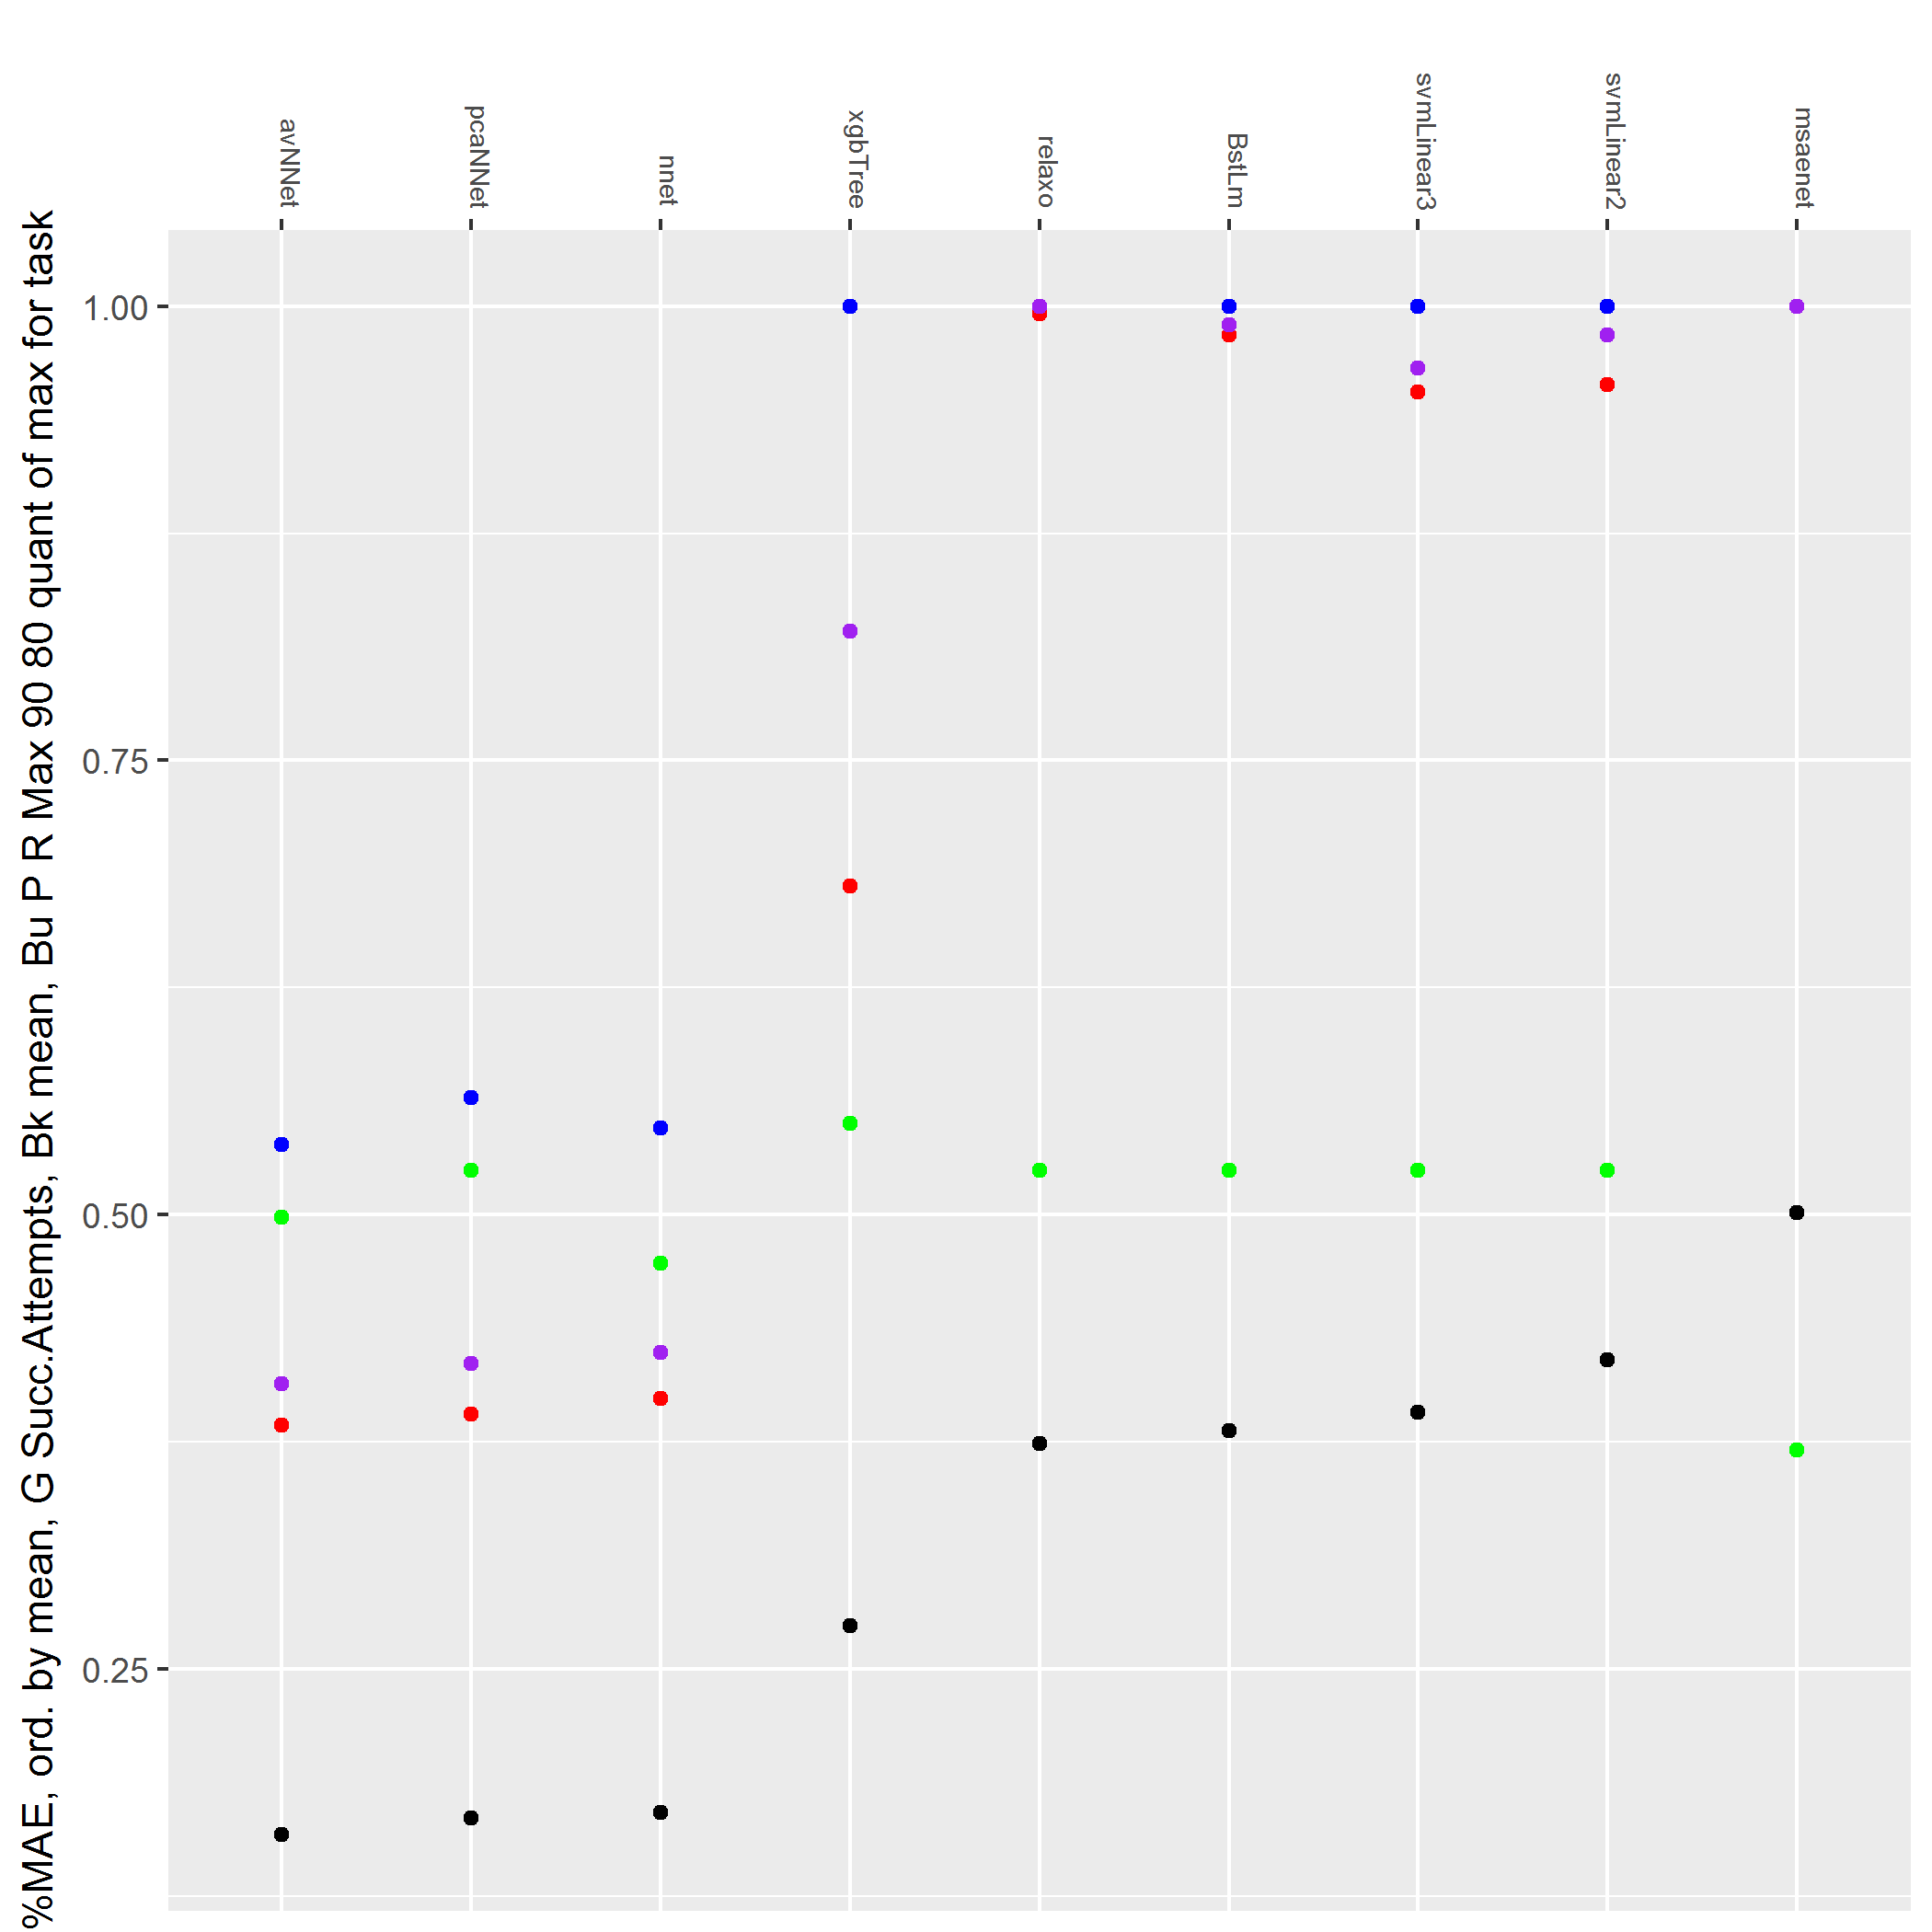 avNNet
pcaNNet
nnet
xgbTree
relaxo
BstLm
svmLinear3
svmLinear2
msaenet
%MAE, ord. by mean, G Succ.Attempts, Bk mean, Bu P R Max 90 80 quant of max for task
1.00
0.75
0.50
0.25